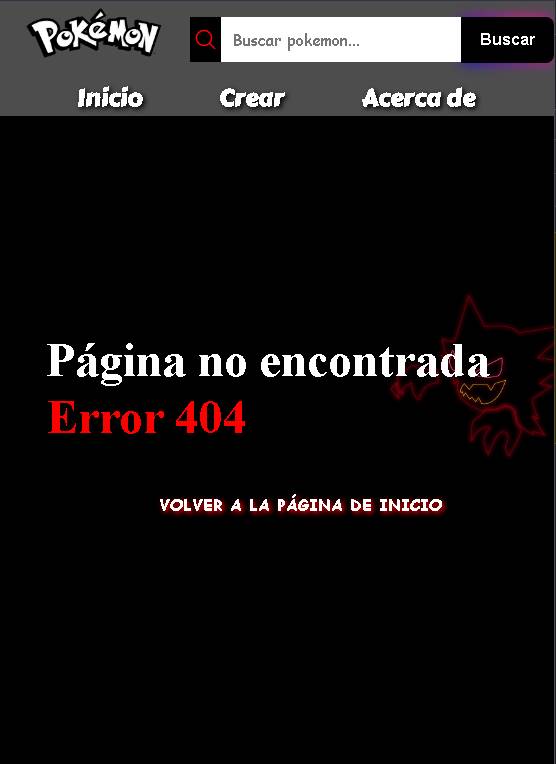 POKéMON
Buscar pokemon...
Buscar
Inicio
Crear
Acerca de
Página no encontrada
Error 404
VOLVER A LA PÁGINA DE INICIO